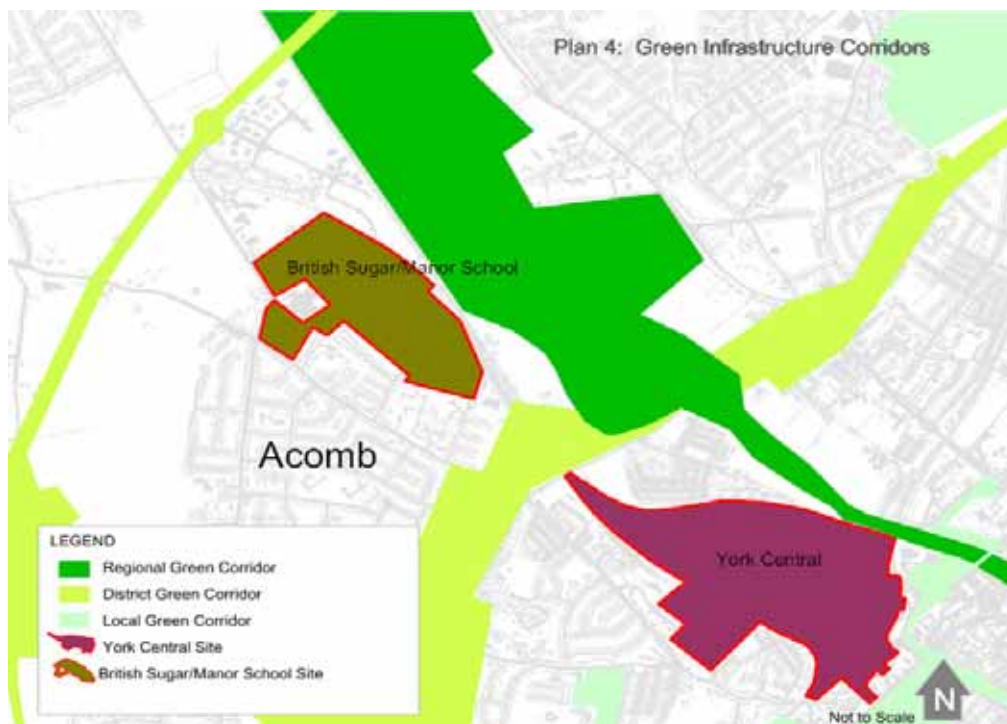 Plan 4: Green Infrastructure Corridors
British Sugar/Manor School
Acomb
York Central
LEGEND
Regional Green Corridor
District Green Corridor
Local Green Corridor
York Central Site
British Sugar/Manor School Site
N
Not to Scale